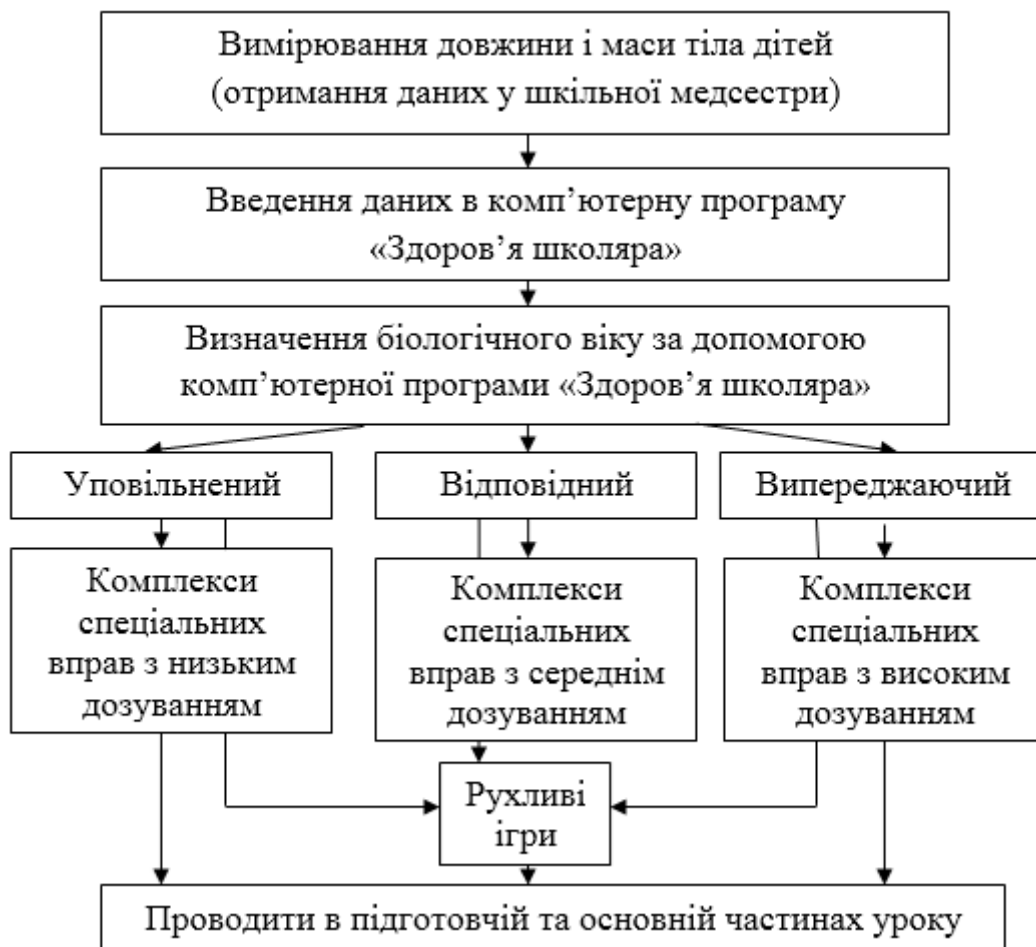 Вимірювання довжини і маси тіла дітей
(отримання даних у шкільної медсестри)
Введення даних в комп’ютерну програму
«Здоров’я школяра»
Визначення біологічного віку за допомогою
комп’ютерної програми «Здоров’я школяра»
Уповільнений
Відповідний
Випереджаючий
Комплекси
спеціальних
вправ з низьким
дозуванням
Комплекси
спеціальних
вправ з середнім
дозуванням
Комплекси
спеціальних
вправ з високим
дозуванням
Рухливі
ігри
Проводити в підготовчій та основній частинах уроку